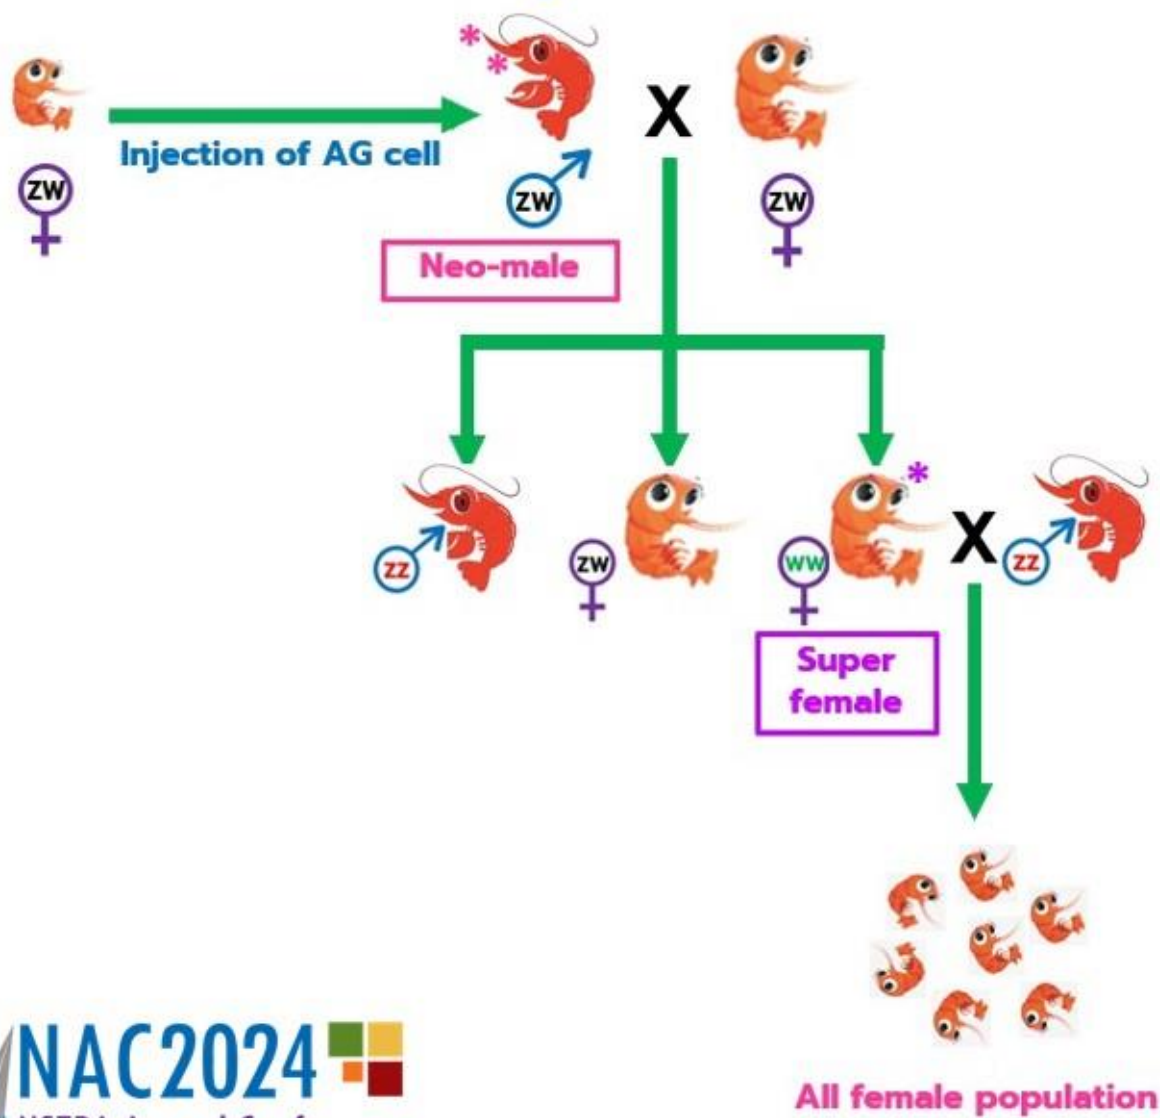 Injection of AG cell
X
ZW
ZW
ZW
Neo-male
X
ZZ
ZW
WW
ZZ
Super
female
NAC2024
All female population